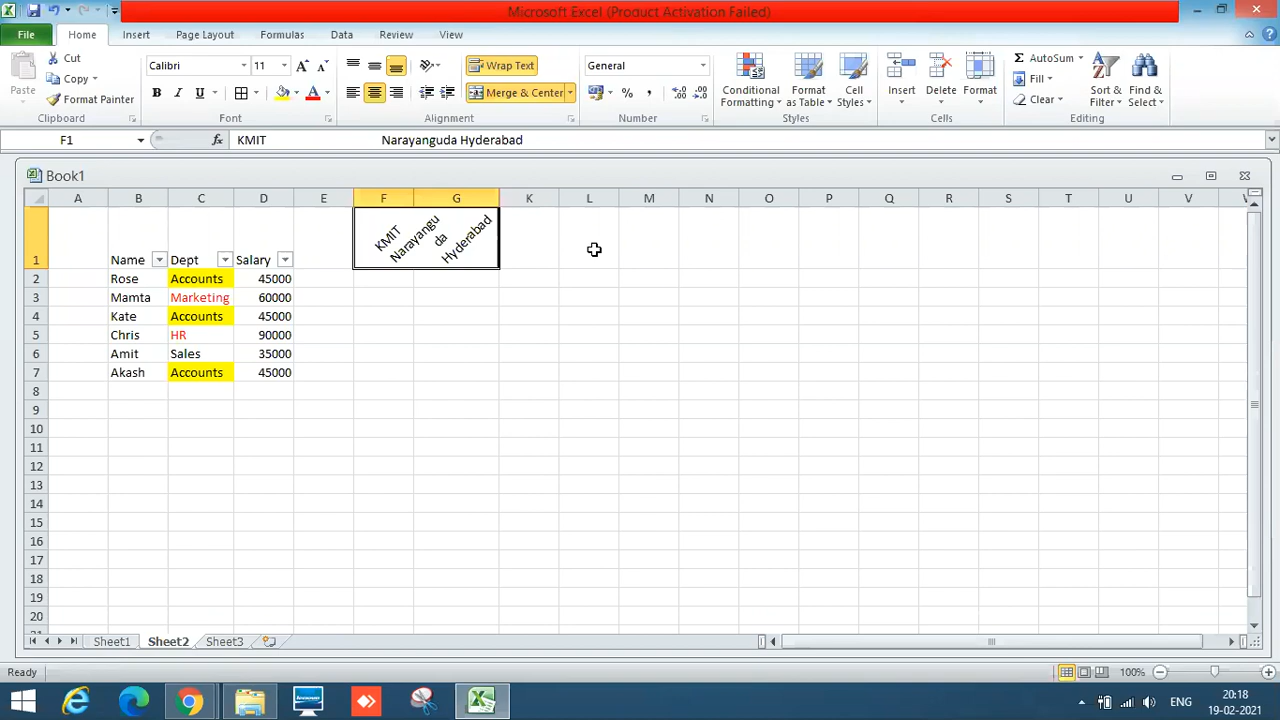 Microsoft Excel (Product Activation Failed)
File Home Insert Page Layout Formulas Data Review View
Paste Cut Calibri 11 Wrap Text General Conditional Formatting Format as Table Cell Styles Insert Delete Format AutoSum Sort & Filter Find & Select
Copy Fill
Format Painter B I U A Merge & Center % , Clear
Clipboard Font Alignment Number Styles Cells Editing
F1 fx KMIT Narayanguda Hyderabad
Book1
A B C D E F G K L M N O P Q R S T U V
1 Name Dept Salary
KMIT
Narayangu
da
Hyderabad
2 Rose Accounts 45000
3 Mamta Marketing 60000
4 Kate Accounts 45000
5 Chris HR 90000
6 Amit Sales 35000
7 Akash Accounts 45000
8
9
10
11
12
13
14
15
16
17
18
19
20
Sheet1 Sheet2 Sheet3
Ready 100%
ENG 20:18
19-02-2021